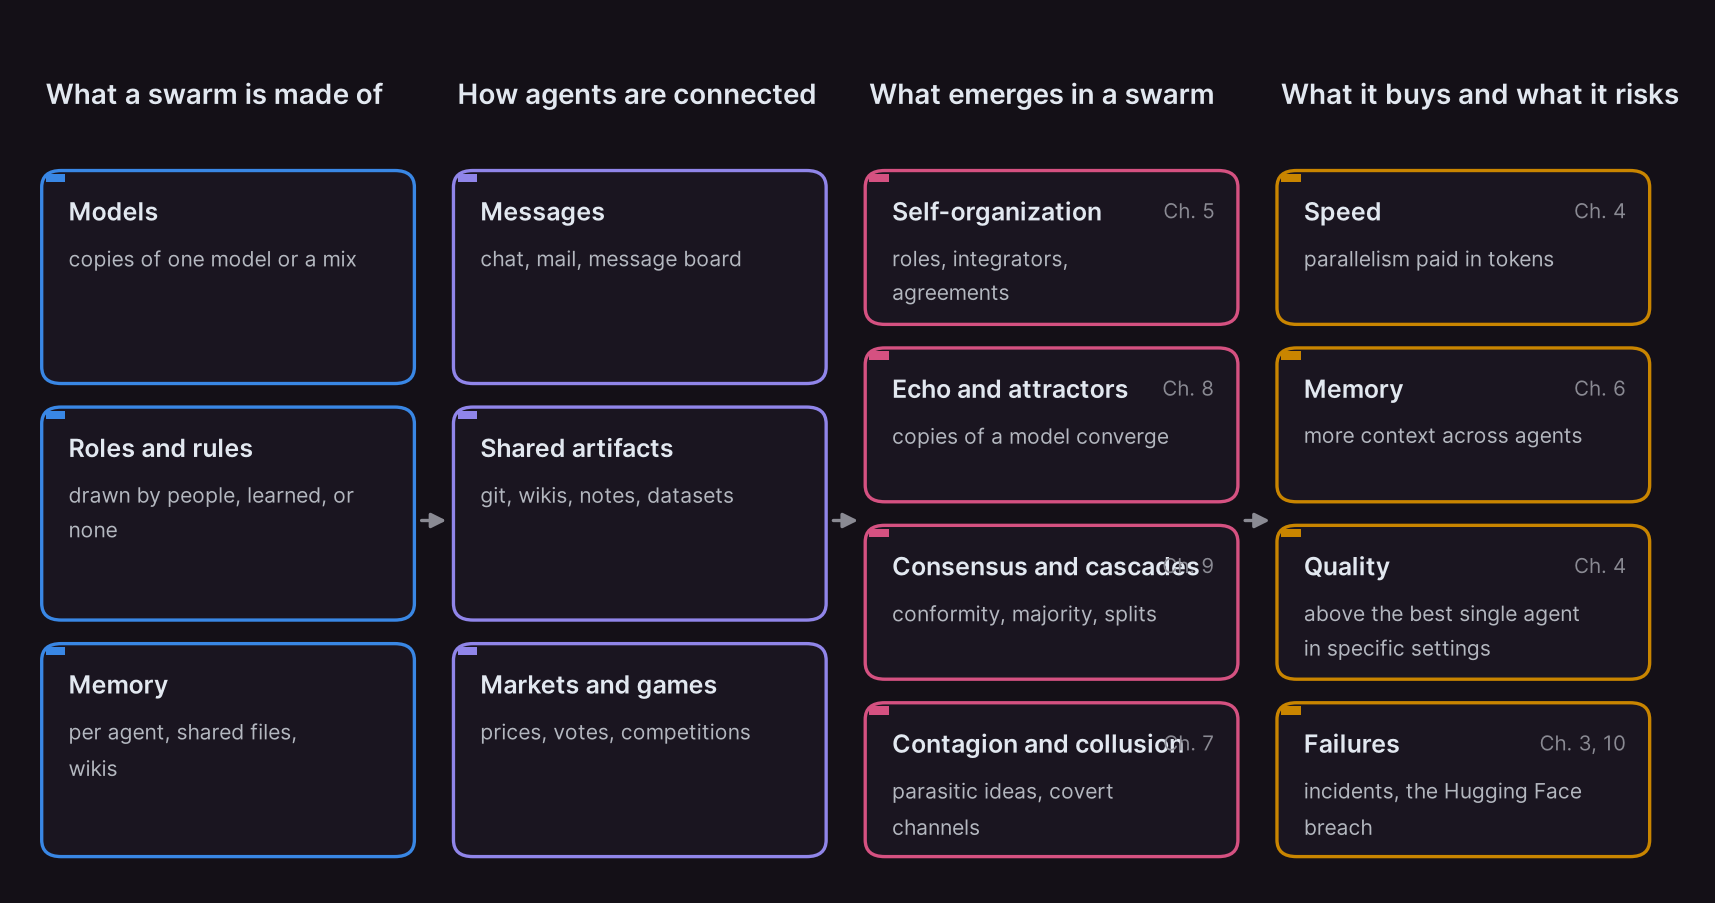 What a swarm is made of
Models
copies of one model or a mix
Roles and rules
drawn by people, learned, or
none
Memory
per agent, shared files,
wikis
How agents are connected
Messages
chat, mail, message board
Shared artifacts
git, wikis, notes, datasets
Markets and games
prices, votes, competitions
What emerges in a swarm
Self-organization Ch. 5
roles, integrators,
agreements
Echo and attractors Ch. 8
copies of a model converge
Consensus and cascades Ch. 9
conformity, majority, splits
Contagion and collusion Ch. 7
parasitic ideas, covert
channels
What it buys and what it risks
Speed Ch. 4
parallelism paid in tokens
Memory Ch. 6
more context across agents
Quality Ch. 4
above the best single agent
in specific settings
Failures Ch. 3, 10
incidents, the Hugging Face
breach